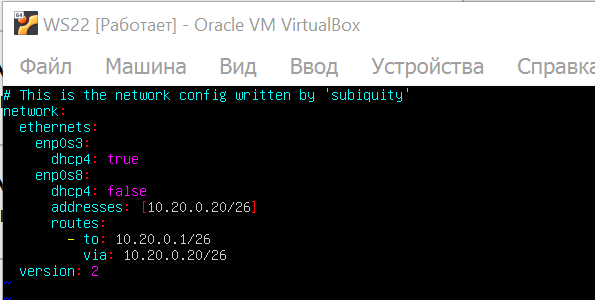 WS22 [Работает] - Oracle VM VirtualBox
Файл Машина Вид Ввод Устройства Справка
# This is the network config written by 'subiquity'
network:
  ethernets:
    enp0s3:
      dhcp4: true
    enp0s8:
      dhcp4: false
      addresses: [10.20.0.20/26]
      routes:
        - to: 10.20.0.1/26
          via: 10.20.0.20/26
  version: 2
~
~